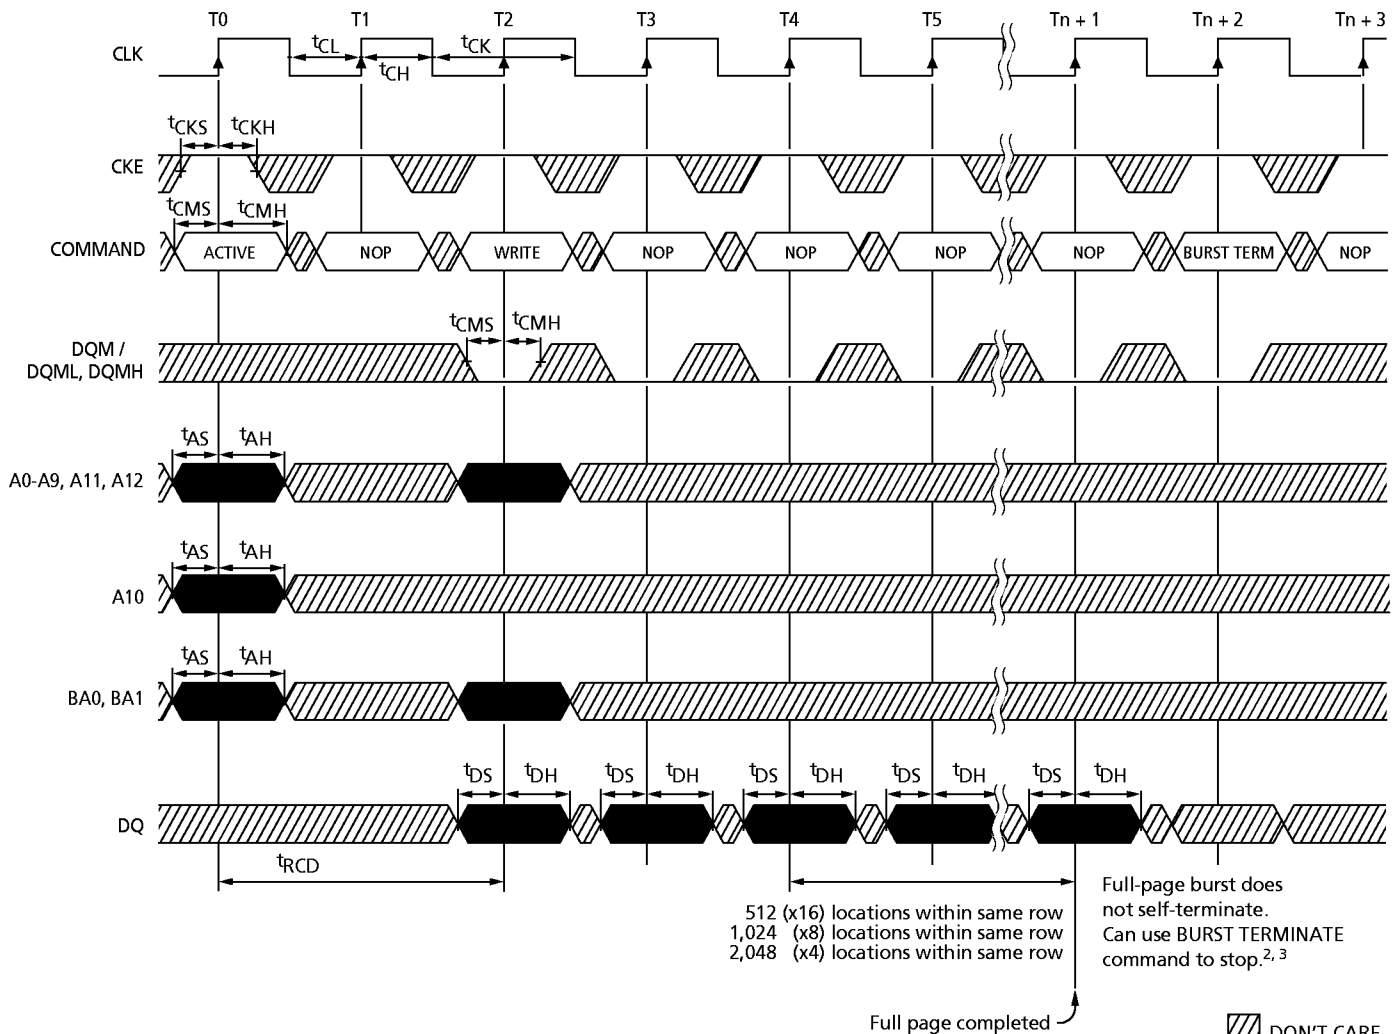 T0 T1 T2 T3 T4 T5 Tn + 1 Tn + 2 Tn + 3
CLK
tCL tCK
tCH
tCKS tCKH
CKE
tCMS tCMH
COMMAND ACTIVE NOP WRITE NOP NOP NOP NOP BURST TERM NOP
tCMS tCMH
DQM /
DQML, DQMH
tAS tAH
A0-A9, A11, A12
tAS tAH
A10
tAS tAH
BA0, BA1
tDS tDH tDS tDH tDS tDH tDS tDH tDS tDH
DQ
tRCD
512 (x16) locations within same row
1,024 (x8) locations within same row
2,048 (x4) locations within same row
Full-page burst does
not self-terminate.
Can use BURST TERMINATE
command to stop.2, 3
Full page completed
DON'T CARE